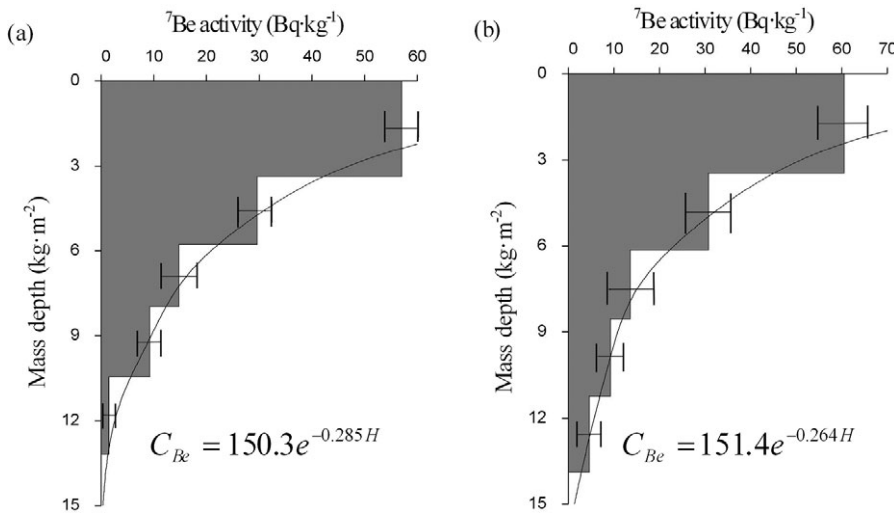 (a)
⁷Be activity (Bq·kg⁻¹)
0 10 20 30 40 50 60
0
3
6
9
12
15
Mass depth (kg·m⁻²)
C_Be = 150.3e^{-0.285H}
(b)
⁷Be activity (Bq·kg⁻¹)
0 10 20 30 40 50 60 70
0
3
6
9
12
15
Mass depth (kg·m⁻²)
C_Be = 151.4e^{-0.264H}